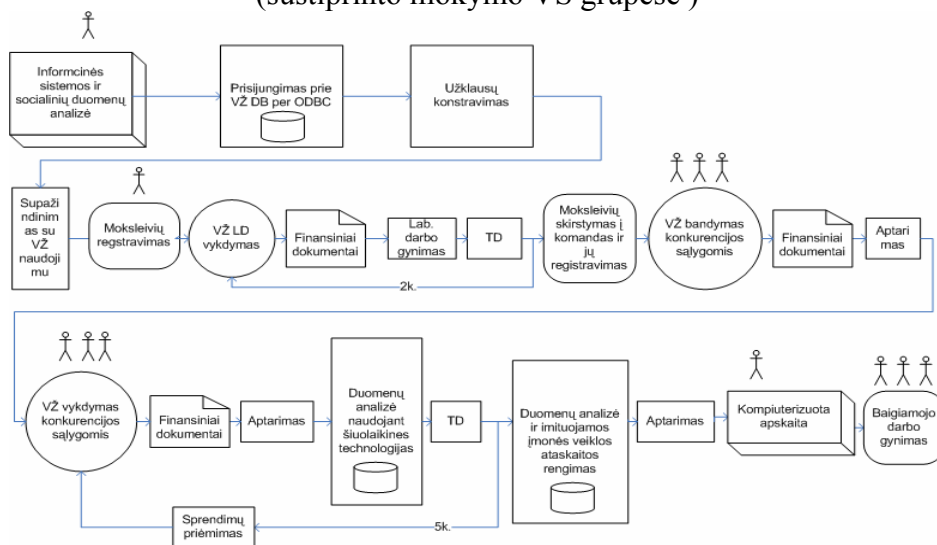 (sustiprinto mokymo VS grupėse )
Informcinės
sistemos ir
socialinių duomenų
analizė
Prisijungimas prie
VŽ DB per ODBC
Užklausų
konstravimas
Supaži
ndinim
as su
VŽ
naudoji
mu
Moksleivių
regstravimas
VŽ LD
vykdymas
Finansiniai
dokumentai
Lab.
darbo
gynimas
TD
Moksleivių
skirstymas į
komandas ir
jų
registravimas
VŽ bandymas
konkurencijos
sąlygomis
Finansiniai
dokumentai
Aptari
mas
2k.
VŽ vykdymas
konkurencijos
sąlygomis
Finansiniai
dokumentai
Aptarimas
Duomenų
analizė
naudojant
šiuolaikines
technologijas
TD
Duomenų analizė
ir imituojamos
įmonės veiklos
ataskaitos
rengimas
Aptarimas
Kompiuterizuota
apskaita
Baigiamojo
darbo
gynimas
Sprendimų
priėmimas
5k.